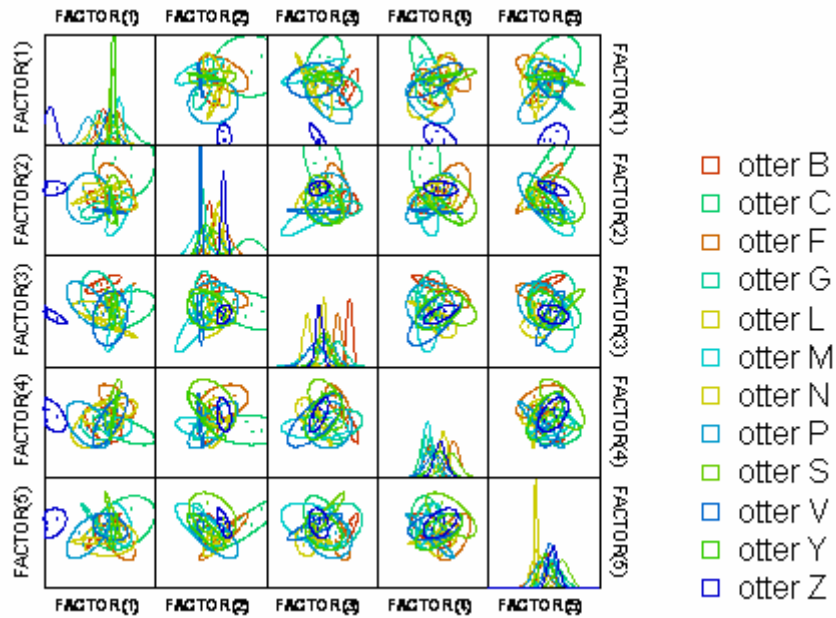 FACTOR(1) FACTOR(2) FACTOR(3) FACTOR(4) FACTOR(5)
FACTOR(1)
FACTOR(1)
FACTOR(2)
FACTOR(2)
FACTOR(3)
FACTOR(3)
FACTOR(4)
FACTOR(4)
FACTOR(5)
FACTOR(5)
FACTOR(1) FACTOR(2) FACTOR(3) FACTOR(4) FACTOR(5)
otter B
otter C
otter F
otter G
otter L
otter M
otter N
otter P
otter S
otter V
otter Y
otter Z